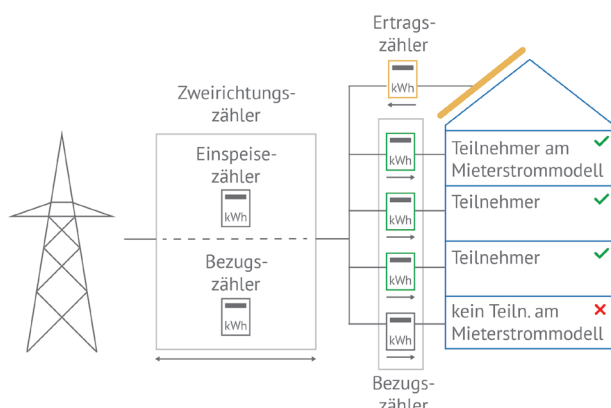 Ertrags-
zähler
kWh
Zweirichtungs-
zähler
Einspeise-
zähler
kWh
Bezugs-
zähler
kWh
kWh
kWh
kWh
kWh
Bezugs-
zähler
Teilnehmer am
Mieterstrommodell
Teilnehmer
Teilnehmer
kein Teiln. am
Mieterstrommodell